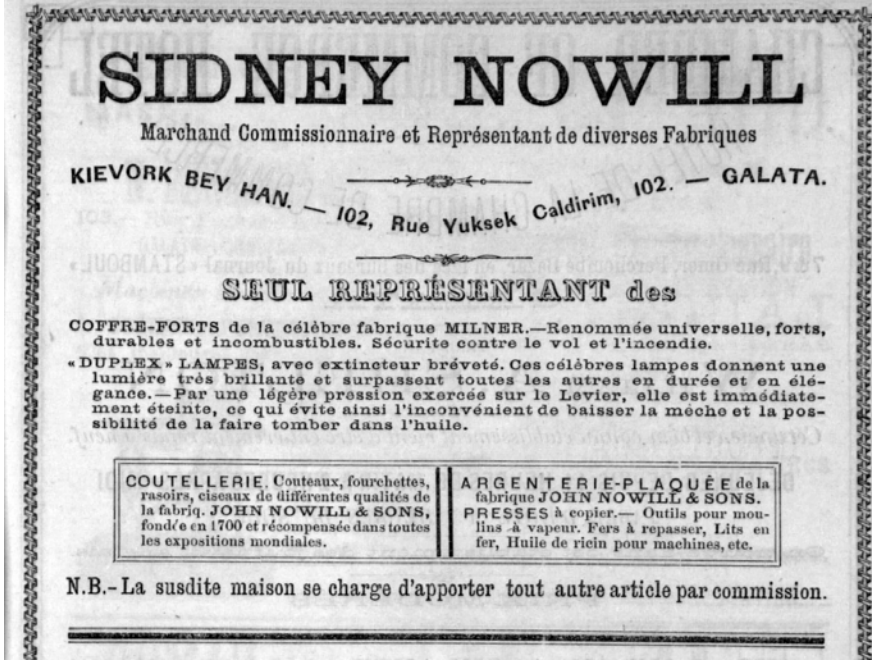 SIDNEY NOWILL
Marchand Commissionnaire et Représentant de diverses Fabriques
KIEVORK BEY HAN. — 102, Rue Yuksek Caldirim, 102. — GALATA.
SEUL REPRÉSENTANT des
COFFRE-FORTS de la célèbre fabrique MILNER.—Renommée universelle, forts,
durables et incombustibles. Sécurite contre le vol et l'incendie.
«DUPLEX» LAMPES, avec extincteur bréveté. Ces célèbres lampes donnent une
lumière très brillante et surpassent toutes les autres en durée et en élé-
gance.—Par une légère pression exercée sur le Levier, elle est immédiate-
ment éteinte, ce qui évite ainsi l'inconvénient de baisser la mèche et la pos-
sibilité de la faire tomber dans l'huile.
COUTELLERIE, Couteaux, fourchettes,
rasoirs, ciseaux de différentes qualités de
la fabriq. JOHN NOWILL & SONS,
fondée en 1700 et récompensée dans toutes
les expositions mondiales.
ARGENTERIE-PLAQUÈE de la
fabrique JOHN NOWILL & SONS.
PRESSES à copier.— Outils pour mou-
lins à vapeur. Fers à repasser, Lits en
fer, Huile de ricin pour machines, etc.
N.B.- La susdite maison se charge d'apporter tout autre article par commission.